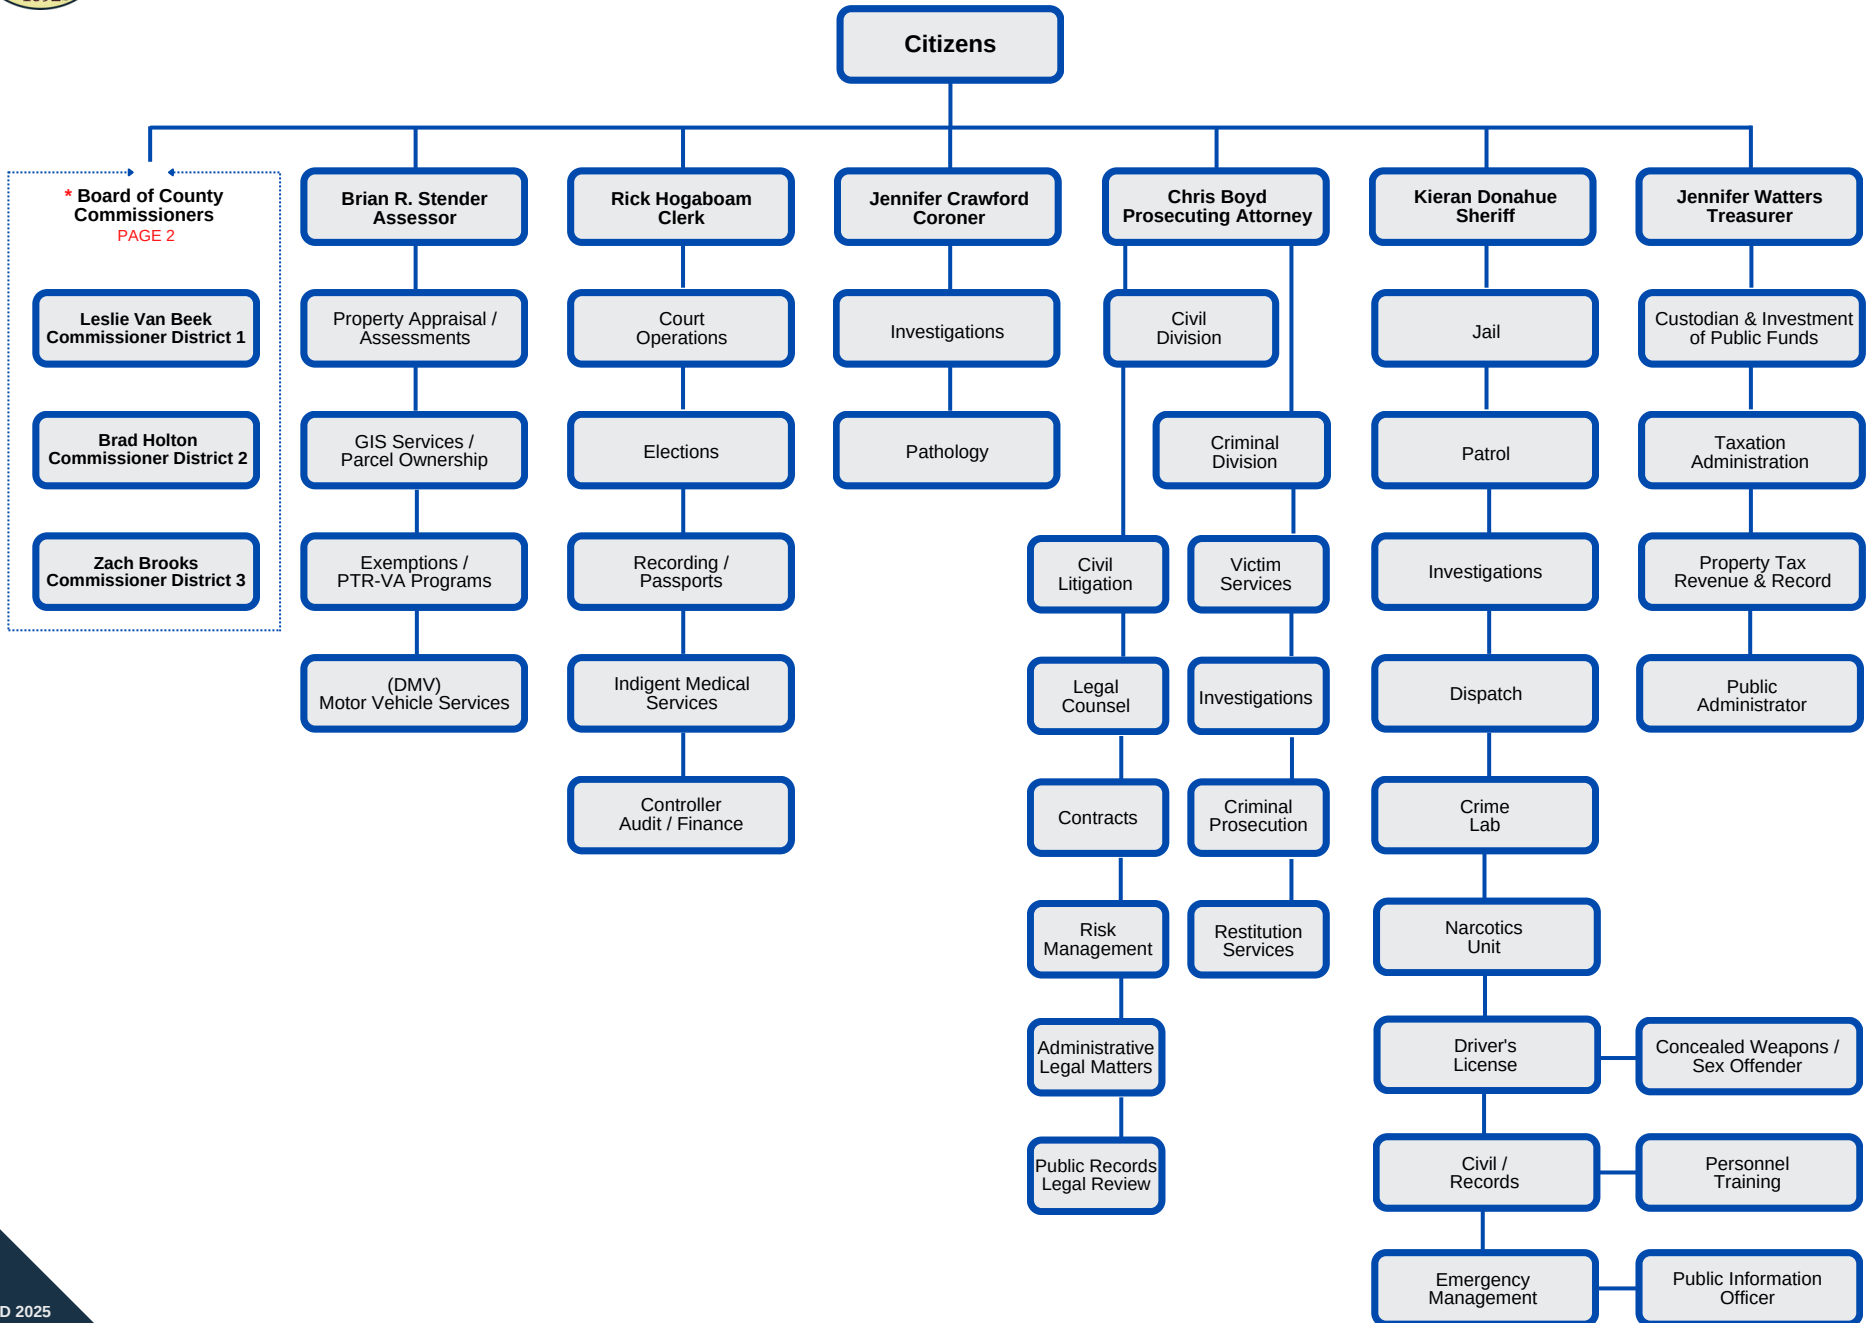 Citizens
* Board of County
Commissioners
PAGE 2
Leslie Van Beek
Commissioner District 1
Brad Holton
Commissioner District 2
Zach Brooks
Commissioner District 3
Brian R. Stender
Assessor
Property Appraisal /
Assessments
GIS Services /
Parcel Ownership
Exemptions /
PTR-VA Programs
(DMV)
Motor Vehicle Services
Rick Hogaboam
Clerk
Court
Operations
Elections
Recording /
Passports
Indigent Medical
Services
Controller
Audit / Finance
Jennifer Crawford
Coroner
Investigations
Pathology
Chris Boyd
Prosecuting Attorney
Civil
Division
Criminal
Division
Civil
Litigation
Legal
Counsel
Contracts
Risk
Management
Administrative
Legal Matters
Public Records
Legal Review
Victim
Services
Investigations
Criminal
Prosecution
Restitution
Services
Kieran Donahue
Sheriff
Jail
Patrol
Investigations
Dispatch
Crime
Lab
Narcotics
Unit
Driver's
License
Concealed Weapons /
Sex Offender
Civil /
Records
Personnel
Training
Emergency
Management
Public Information
Officer
Jennifer Watters
Treasurer
Custodian & Investment
of Public Funds
Taxation
Administration
Property Tax
Revenue & Record
Public
Administrator
D 2025